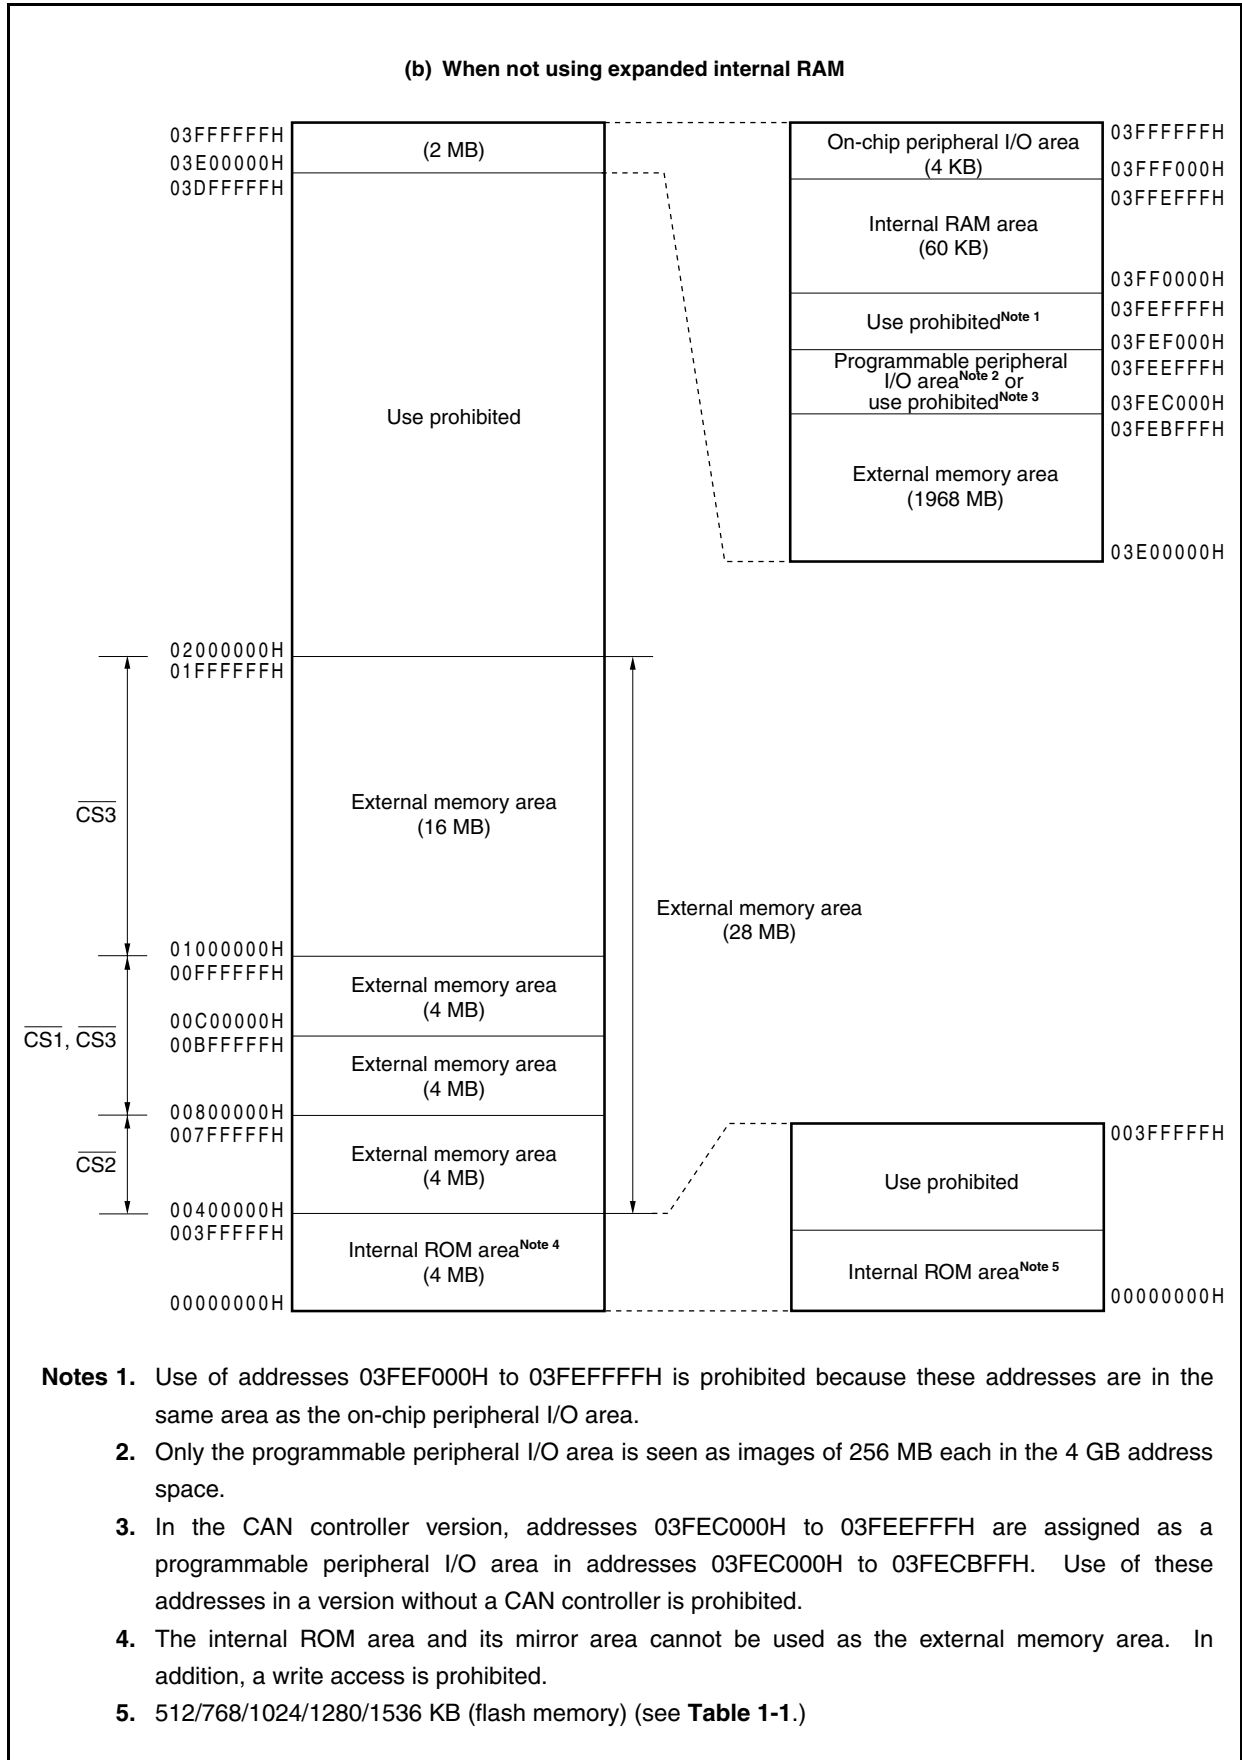 (b) When not using expanded internal RAM
03FFFFFFH
03E00000H
03DFFFFFH
(2 MB)
Use prohibited
02000000H
01FFFFFFH
CS3
External memory area
(16 MB)
External memory area
(28 MB)
01000000H
00FFFFFFH
External memory area
(4 MB)
00C00000H
00BFFFFFH
CS1, CS3
External memory area
(4 MB)
00800000H
007FFFFFH
CS2
External memory area
(4 MB)
00400000H
003FFFFFH
Internal ROM area Note 4
(4 MB)
00000000H
On-chip peripheral I/O area
(4 KB)
03FFFFFFH
03FFF000H
03FFEFFFH
Internal RAM area
(60 KB)
03FF0000H
03FEFFFFH
Use prohibited Note 1
03FEF000H
03FEEFFFH
Programmable peripheral
I/O area Note 2 or
use prohibited Note 3
03FEC000H
03FEBFFFH
External memory area
(1968 MB)
03E00000H
003FFFFFH
Use prohibited
Internal ROM area Note 5
00000000H
Notes 1. Use of addresses 03FEF000H to 03FEFFFFH is prohibited because these addresses are in the
same area as the on-chip peripheral I/O area.
2. Only the programmable peripheral I/O area is seen as images of 256 MB each in the 4 GB address
space.
3. In the CAN controller version, addresses 03FEC000H to 03FEEFFFH are assigned as a
programmable peripheral I/O area in addresses 03FEC000H to 03FECBFFH. Use of these
addresses in a version without a CAN controller is prohibited.
4. The internal ROM area and its mirror area cannot be used as the external memory area. In
addition, a write access is prohibited.
5. 512/768/1024/1280/1536 KB (flash memory) (see Table 1-1.)